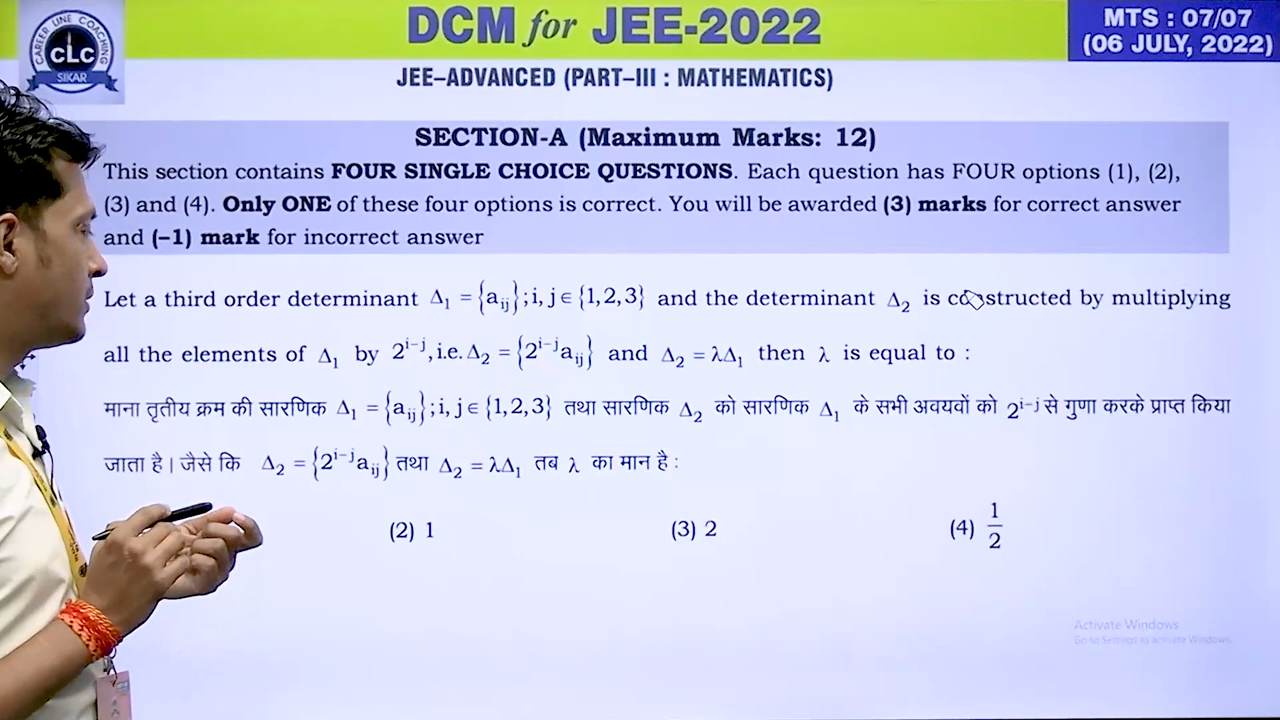 DCM for JEE-2022
MTS : 07/07
(06 JULY, 2022)
CAREER LINE COACHING
CLC
SIKAR
JEE–ADVANCED (PART–III : MATHEMATICS)
SECTION-A (Maximum Marks: 12)
This section contains FOUR SINGLE CHOICE QUESTIONS. Each question has FOUR options (1), (2),
(3) and (4). Only ONE of these four options is correct. You will be awarded (3) marks for correct answer
and (–1) mark for incorrect answer
Let a third order determinant Δ₁ = {aᵢⱼ}; i, j ∈ {1,2,3} and the determinant Δ₂ is constructed by multiplying
all the elements of Δ₁ by 2^{i–j}, i.e. Δ₂ = {2^{i–j}aᵢⱼ} and Δ₂ = λΔ₁ then λ is equal to :
माना तृतीय क्रम की सारणिक Δ₁ = {aᵢⱼ}; i, j ∈ {1,2,3} तथा सारणिक Δ₂ को सारणिक Δ₁ के सभी अवयवों को 2^{i–j} से गुणा करके प्राप्त किया
जाता है। जैसे कि Δ₂ = {2^{i–j}aᵢⱼ} तथा Δ₂ = λΔ₁ तब λ का मान है :
(2) 1 (3) 2 (4) 1/2
Activate Windows
Go to Settings to activate Windows.